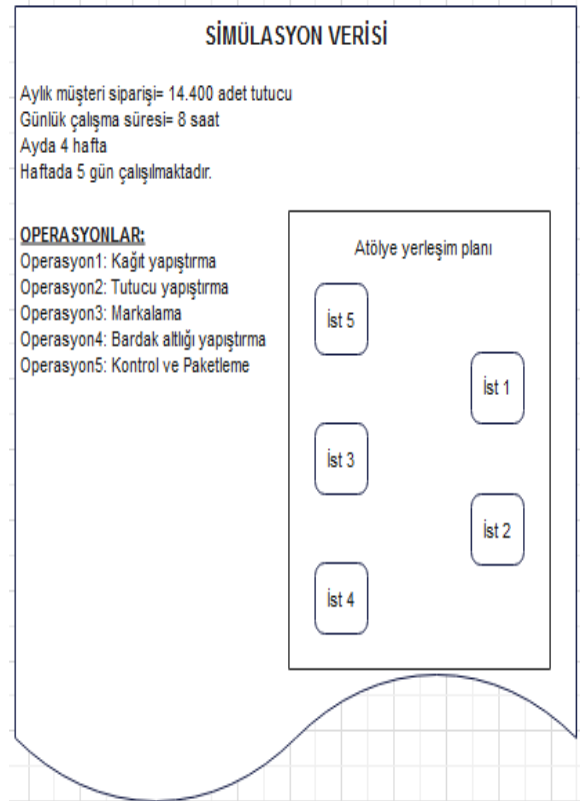 SİMÜLASYON VERİSİ
Aylık müşteri siparişi= 14.400 adet tutucu
Günlük çalışma süresi= 8 saat
Ayda 4 hafta
Haftada 5 gün çalışılmaktadır.
OPERASYONLAR:
Operasyon1: Kağıt yapıştırma
Operasyon2: Tutucu yapıştırma
Operasyon3: Markalama
Operasyon4: Bardak altlığı yapıştırma
Operasyon5: Kontrol ve Paketleme
Atölye yerleşim planı
İst 5
İst 1
İst 3
İst 2
İst 4